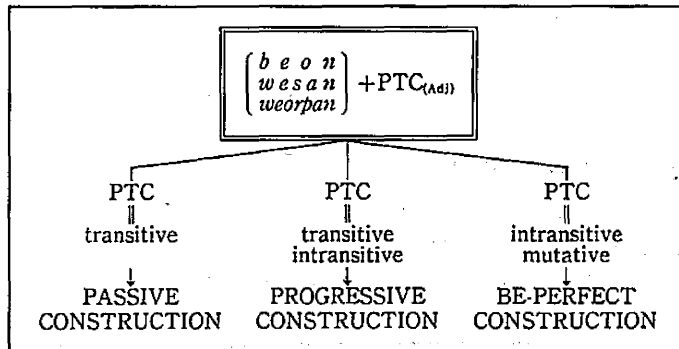 beon
wesan +PTC(Adj)
weorpan
PTC PTC PTC
|| || ||
transitive transitive intransitive
intransitive mutative
↓ ↓ ↓
PASSIVE PROGRESSIVE BE-PERFECT
CONSTRUCTION CONSTRUCTION CONSTRUCTION